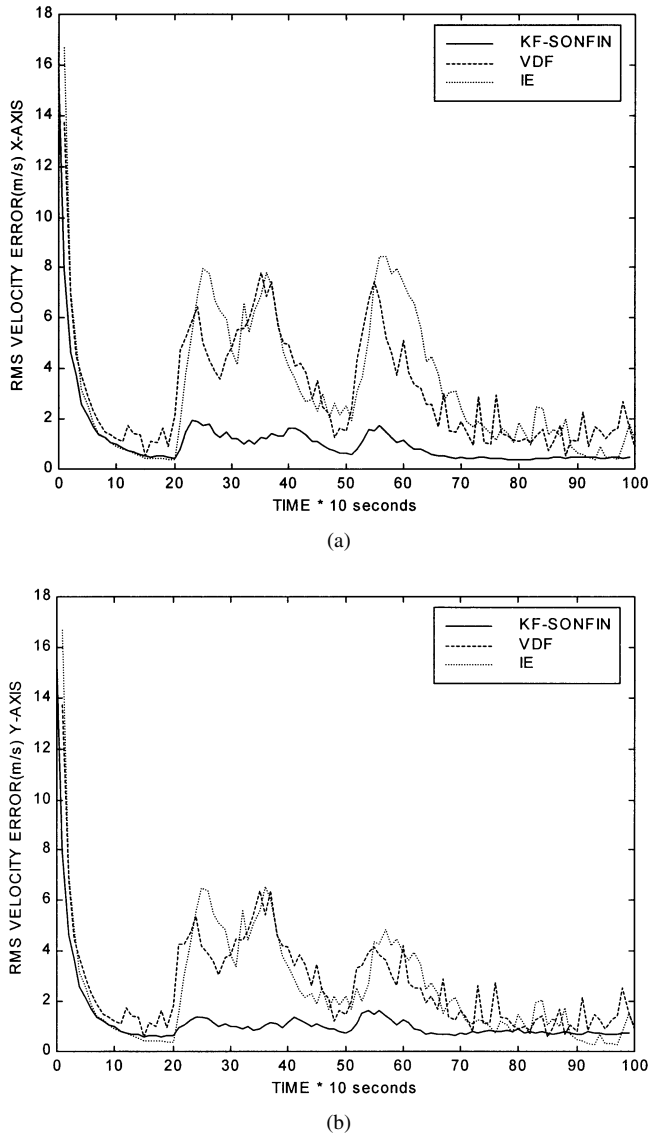 18
16
14
12
10
8
6
4
2
0
RMS VELOCITY ERROR(m/s) X-AXIS
KF-SONFIN
VDF
IE
0 10 20 30 40 50 60 70 80 90 100
TIME * 10 seconds
(a)
18
16
14
12
10
8
6
4
2
0
RMS VELOCITY ERROR(m/s) Y-AXIS
KF-SONFIN
VDF
IE
0 10 20 30 40 50 60 70 80 90 100
TIME * 10 seconds
(b)